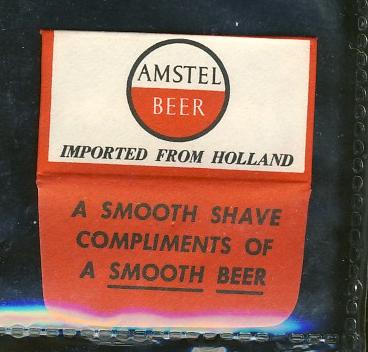 AMSTEL
BEER
IMPORTED FROM HOLLAND
A SMOOTH SHAVE
COMPLIMENTS OF
A SMOOTH BEER